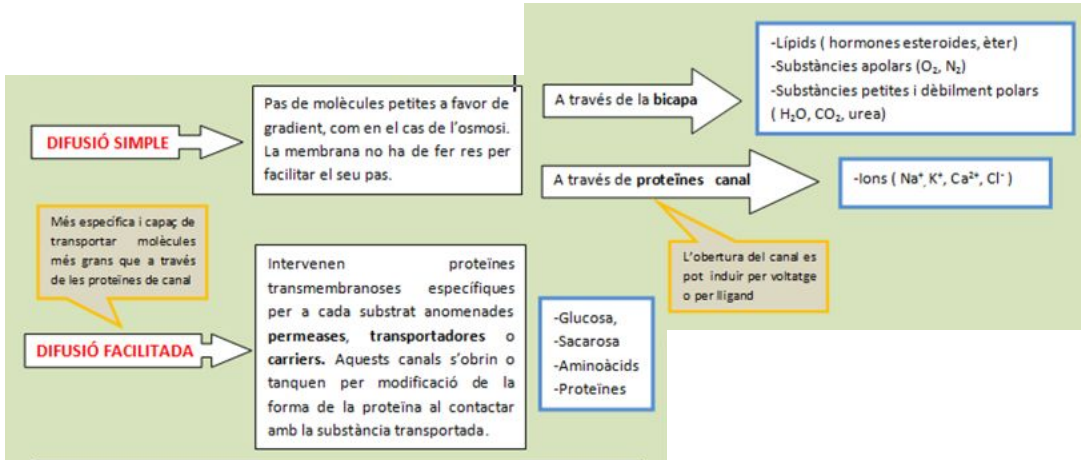 DIFUSIÓ SIMPLE
Pas de molècules petites a favor de
gradient, com en el cas de l'osmosi.
La membrana no ha de fer res per
facilitar el seu pas.
A través de la bicapa
-Lípids ( hormones esteroides, èter)
-Substàncies apolars (O₂, N₂)
-Substàncies petites i dèbilment polars
( H₂O, CO₂, urea)
A través de proteïnes canal
-Ions ( Na⁺, K⁺, Ca²⁺, Cl⁻ )
L'obertura del canal es
pot induir per voltatge
o per lligand
Més específica i capaç de
transportar molècules
més grans que a través
de les proteïnes de canal
DIFUSIÓ FACILITADA
Intervenen proteïnes
transmembranoses específiques
per a cada substrat anomenades
permeases, transportadores o
carriers. Aquests canals s'obrin o
tanquen per modificació de la
forma de la proteïna al contactar
amb la substància transportada.
-Glucosa,
-Sacarosa
-Aminoàcids
-Proteïnes